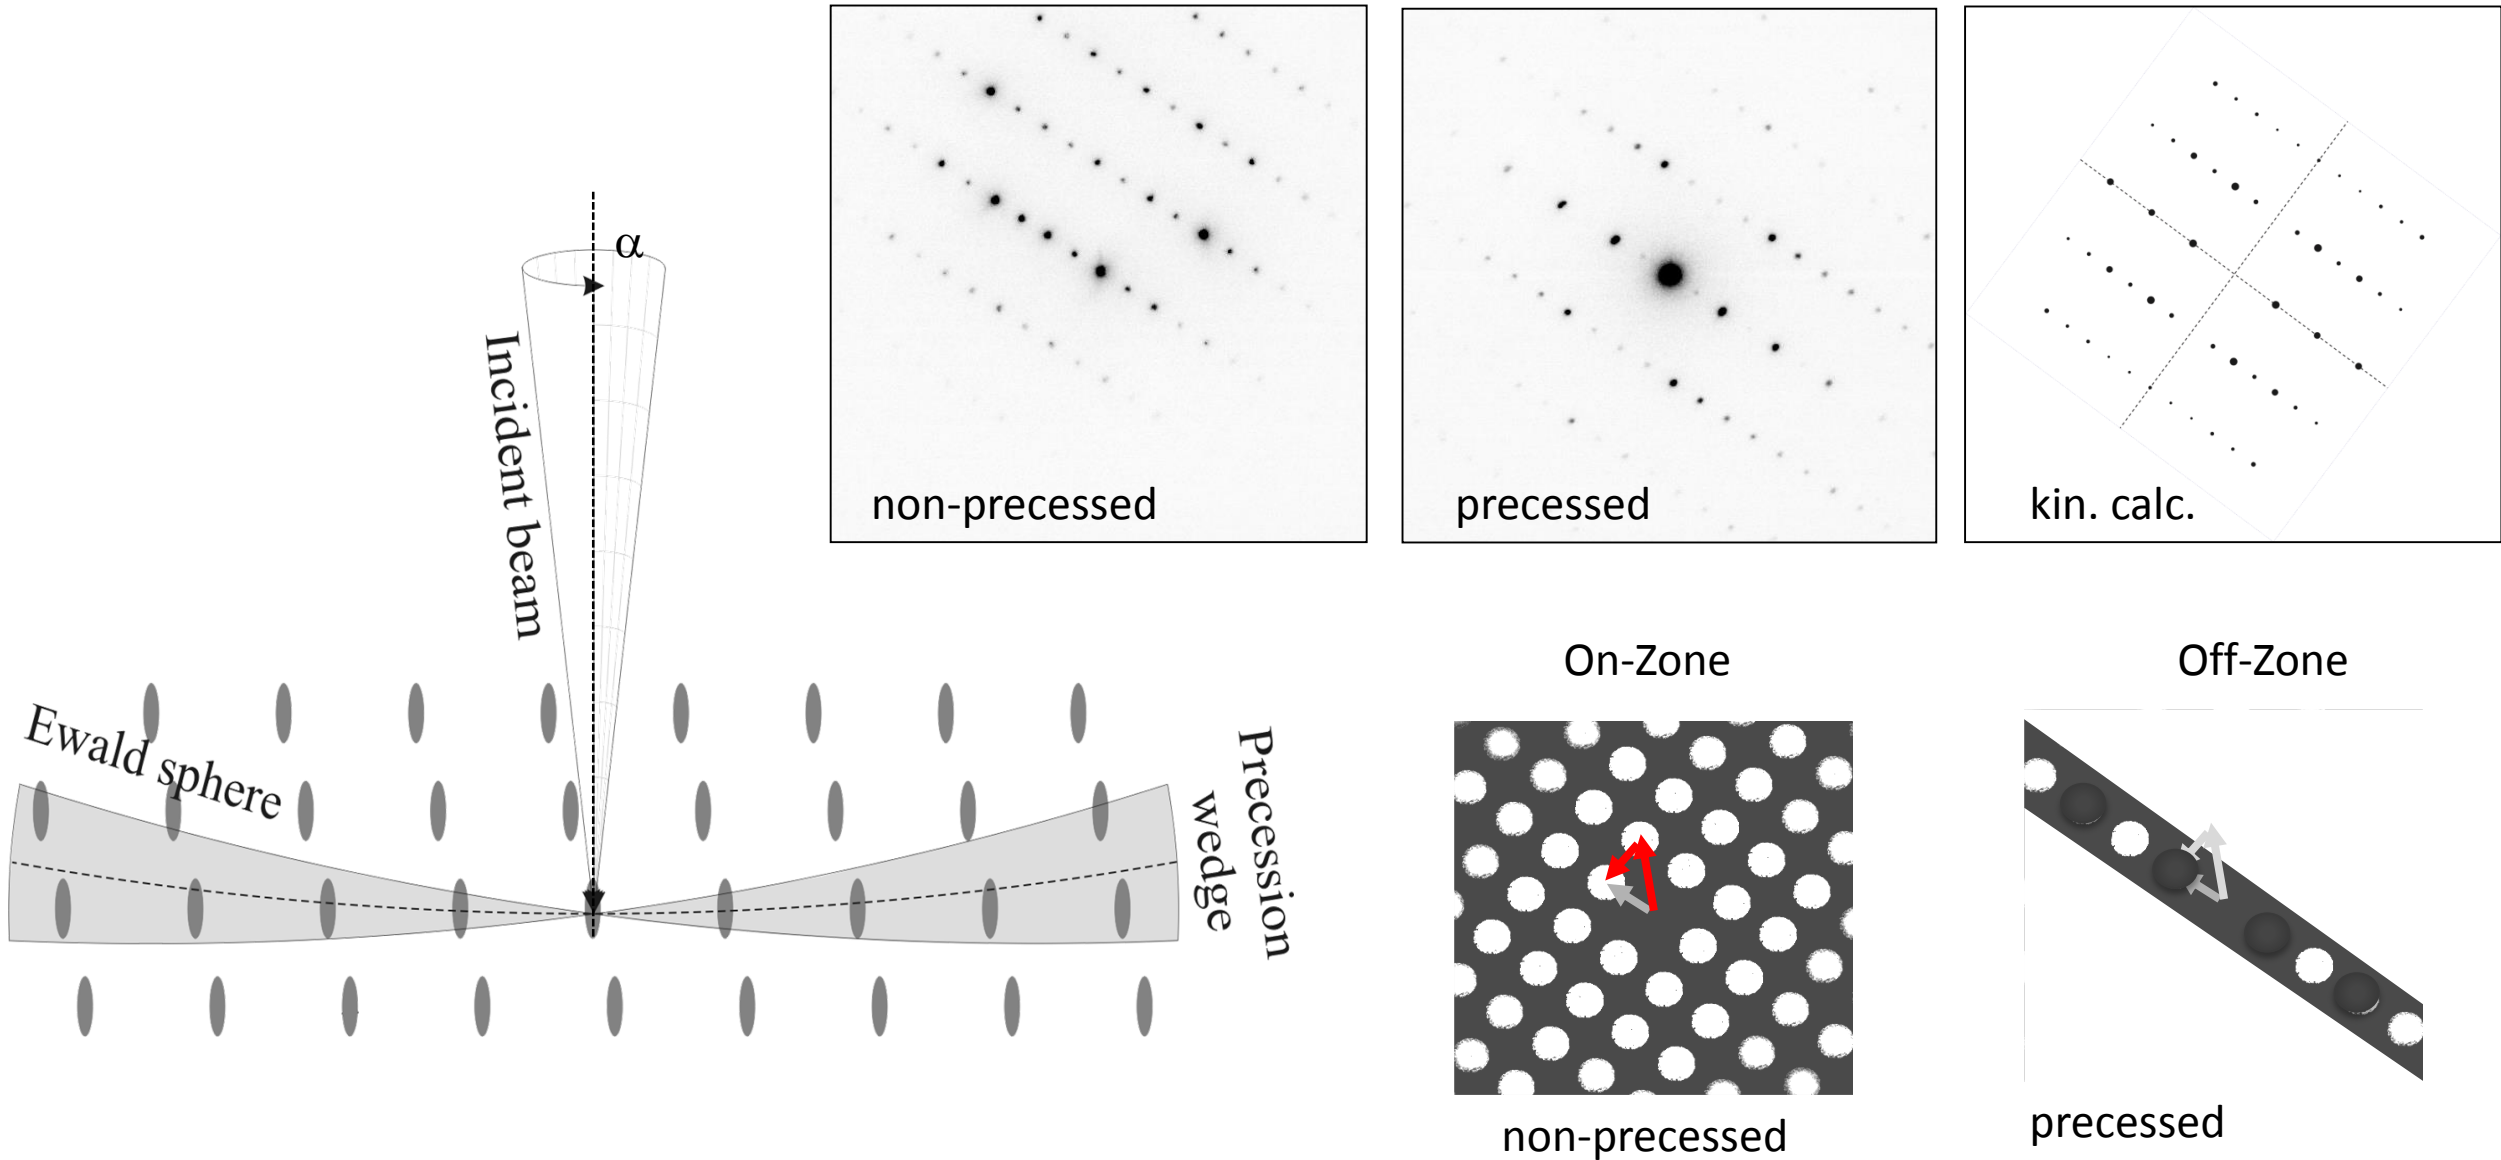 α
Incident beam
Ewald sphere
Precession
wedge
non-precessed
precessed
kin. calc.
On-Zone
Off-Zone
non-precessed
precessed